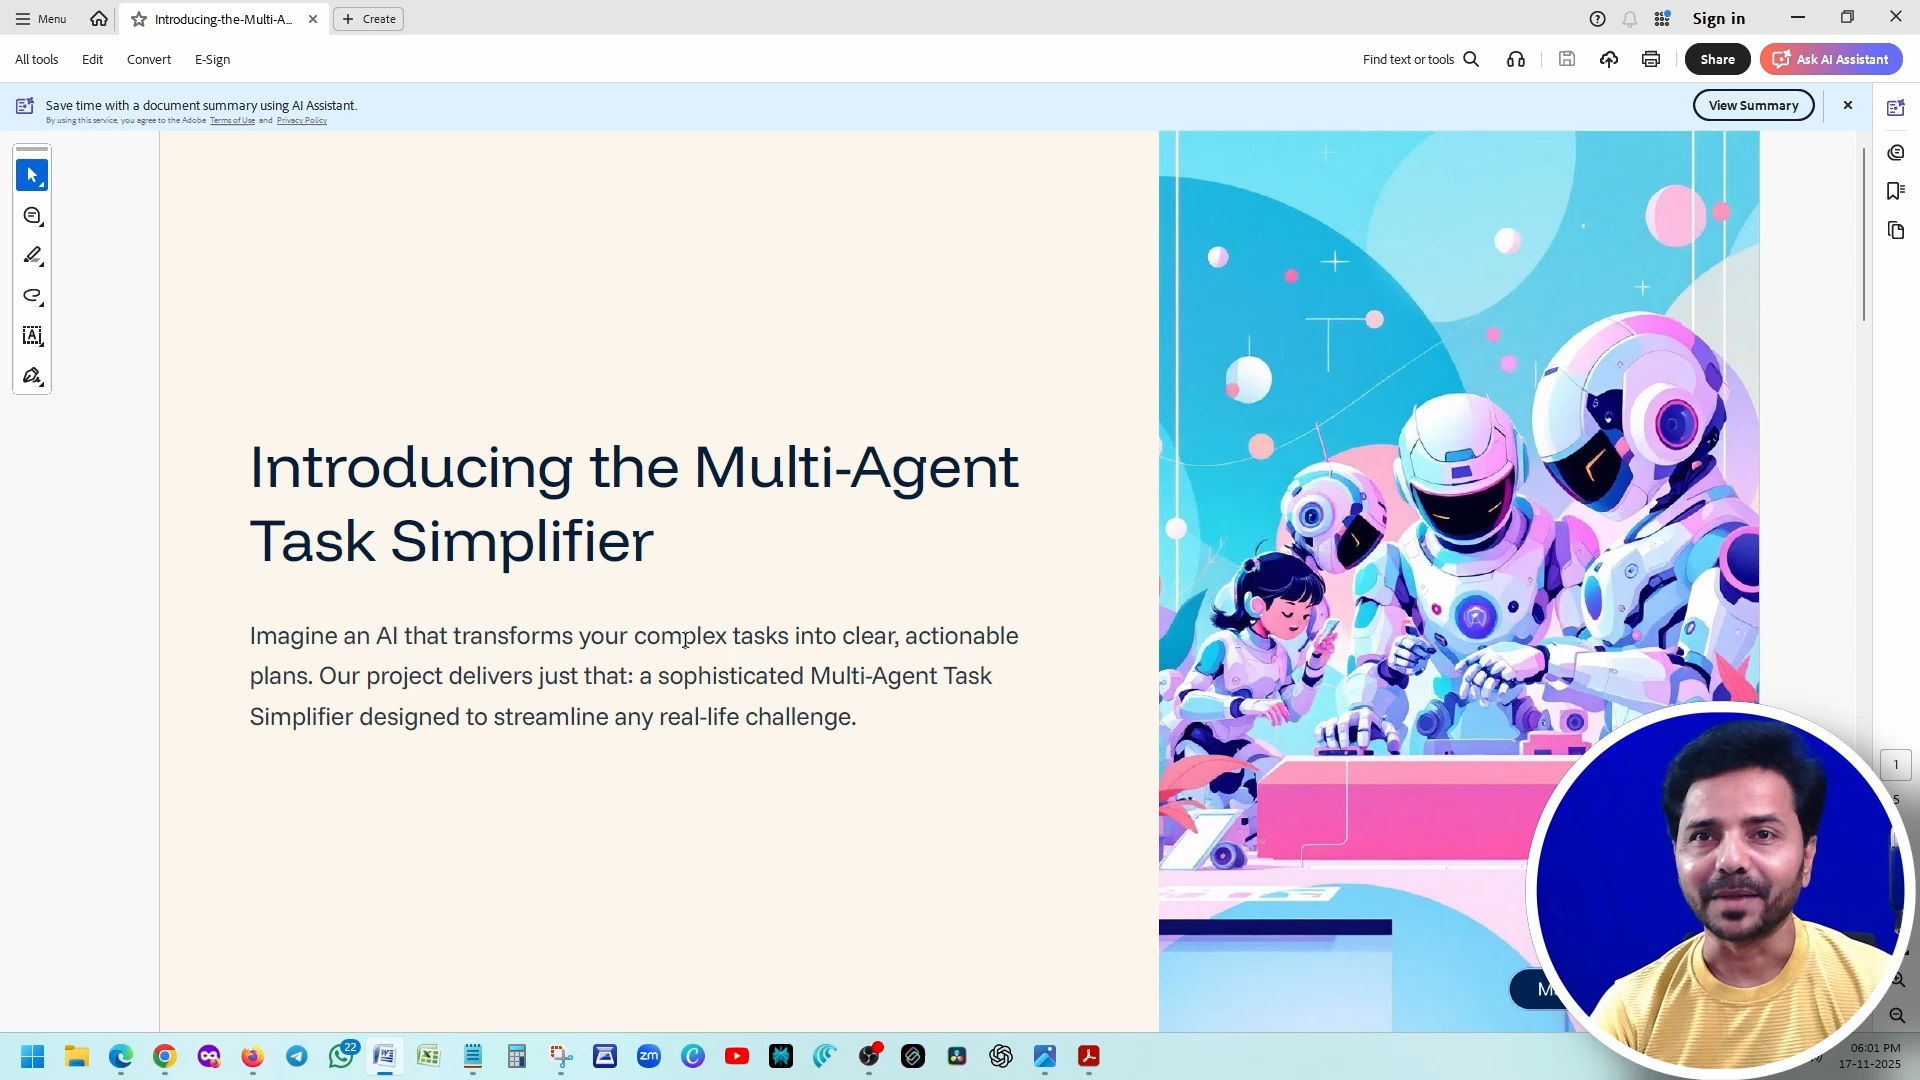 Menu
Introducing-the-Multi-A...
Create
Sign in
All tools
Edit
Convert
E-Sign
Find text or tools
Share
Ask AI Assistant
Save time with a document summary using AI Assistant.
By using this service, you agree to the Adobe Terms of Use and Privacy Policy
View Summary
Introducing the Multi-Agent
Task Simplifier
Imagine an AI that transforms your complex tasks into clear, actionable
plans. Our project delivers just that: a sophisticated Multi-Agent Task
Simplifier designed to streamline any real-life challenge.
1
5
22
zm
06:01 PM
17-11-2025